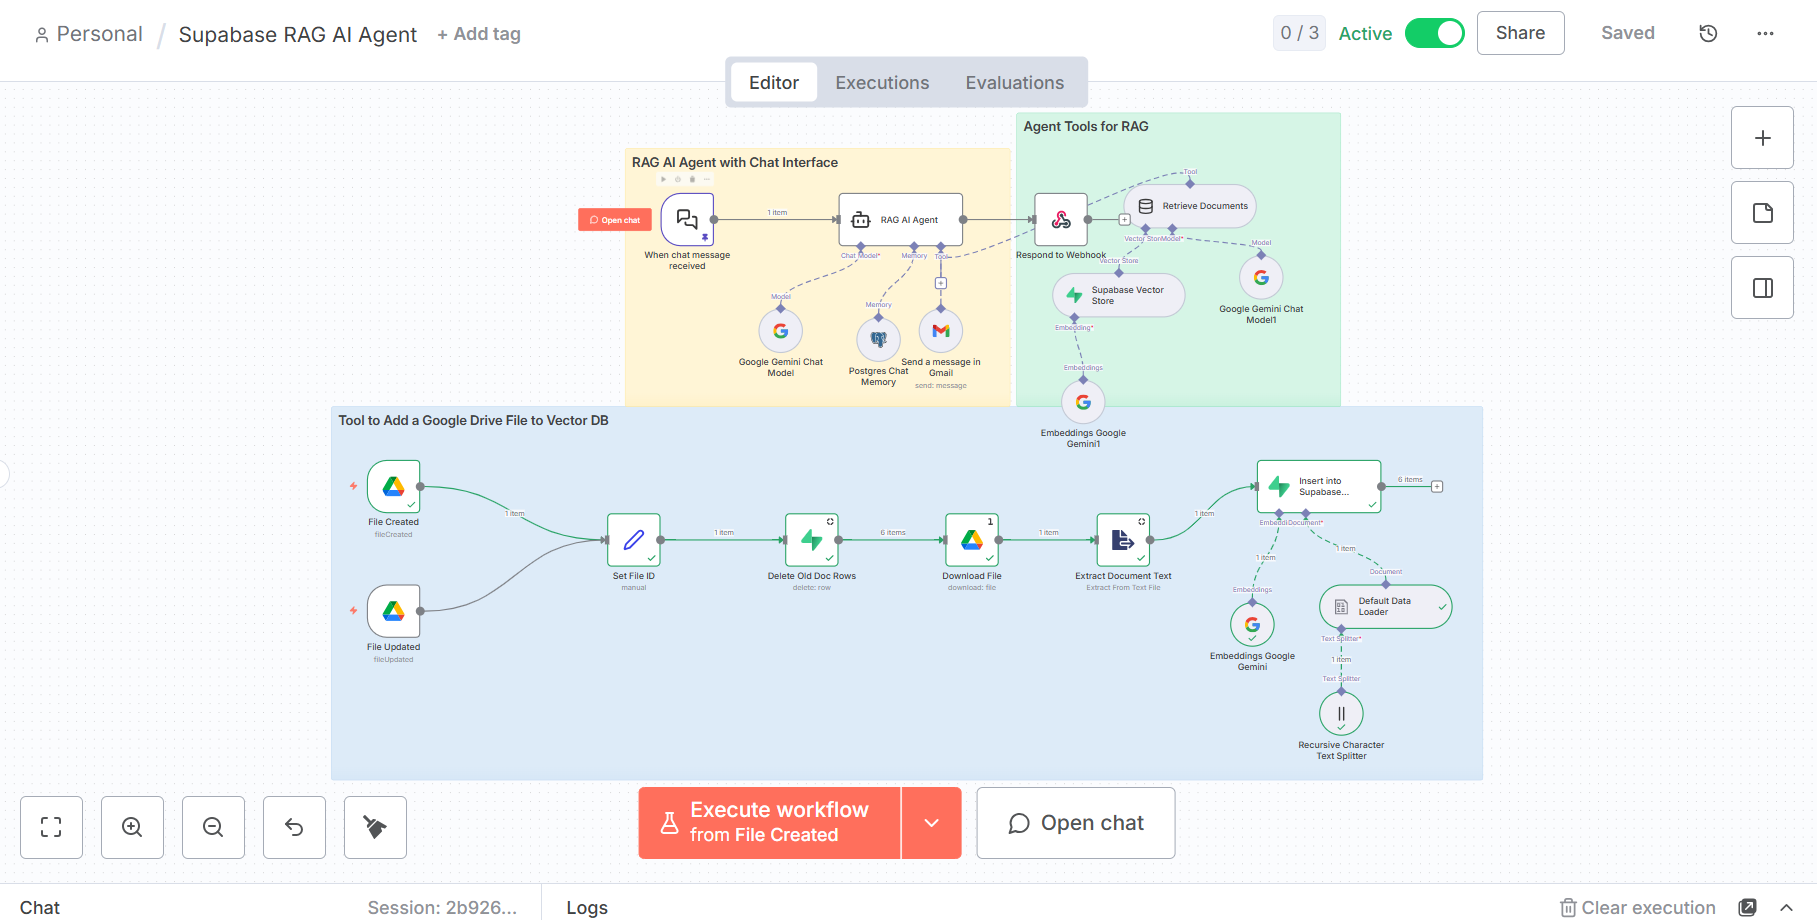 Personal / Supabase RAG AI Agent + Add tag
0 / 3 Active Share Saved
Editor Executions Evaluations
Agent Tools for RAG
RAG AI Agent with Chat Interface
Open chat
When chat message
received
1 item
RAG AI Agent
Chat Model*
Memory
Tool
Model
Google Gemini Chat
Model
Memory
Postgres Chat
Memory
Send a message in
Gmail
send: message
Respond to Webhook
Tool
Retrieve Documents
Model*
Vector Store
Supabase Vector
Store
Model
Google Gemini Chat
Model1
Embedding*
Embeddings
Embeddings Google
Gemini1
Tool to Add a Google Drive File to Vector DB
File Created
fileCreated
1 item
File Updated
fileUpdated
Set File ID
manual
1 item
Delete Old Doc Rows
delete: row
6 items
1
Download File
download: file
1 item
Extract Document Text
Extract From Text File
1 item
Insert into
Supabase...
6 items
Document*
1 item
Embeddings
Embeddings Google
Gemini
1 item
Document
Default Data
Loader
Text Splitter*
1 item
Text Splitter
Recursive Character
Text Splitter
Execute workflow
from File Created
Open chat
Chat Session: 2b926... Logs Clear execution